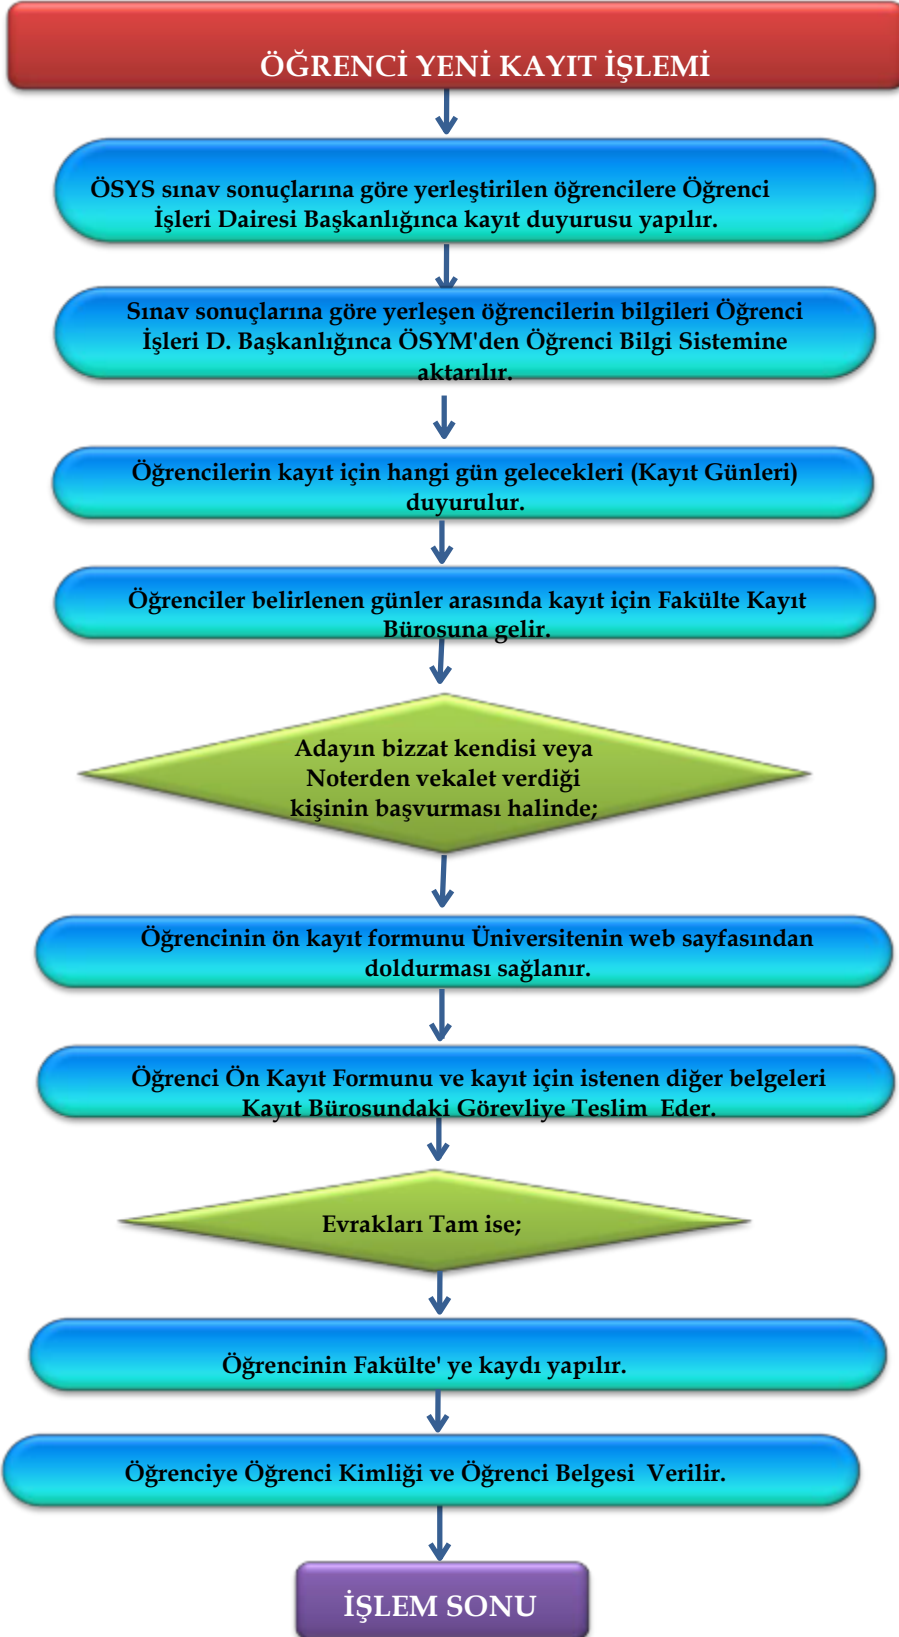 ÖĞRENCİ YENİ KAYIT İŞLEMİ
ÖSYS sınav sonuçlarına göre yerleştirilen öğrencilere Öğrenci
İşleri Dairesi Başkanlığınca kayıt duyurusu yapılır.
Sınav sonuçlarına göre yerleşen öğrencilerin bilgileri Öğrenci
İşleri D. Başkanlığınca ÖSYM'den Öğrenci Bilgi Sistemine
aktarılır.
Öğrencilerin kayıt için hangi gün gelecekleri (Kayıt Günleri)
duyurulur.
Öğrenciler belirlenen günler arasında kayıt için Fakülte Kayıt
Bürosuna gelir.
Adayın bizzat kendisi veya
Noterden vekalet verdiği
kişinin başvurması halinde;
Öğrencinin ön kayıt formunu Üniversitenin web sayfasından
doldurması sağlanır.
Öğrenci Ön Kayıt Formunu ve kayıt için istenen diğer belgeleri
Kayıt Bürosundaki Görevliye Teslim  Eder.
Evrakları Tam ise;
Öğrencinin Fakülte' ye kaydı yapılır.
Öğrenciye Öğrenci Kimliği ve Öğrenci Belgesi  Verilir.
İŞLEM SONU